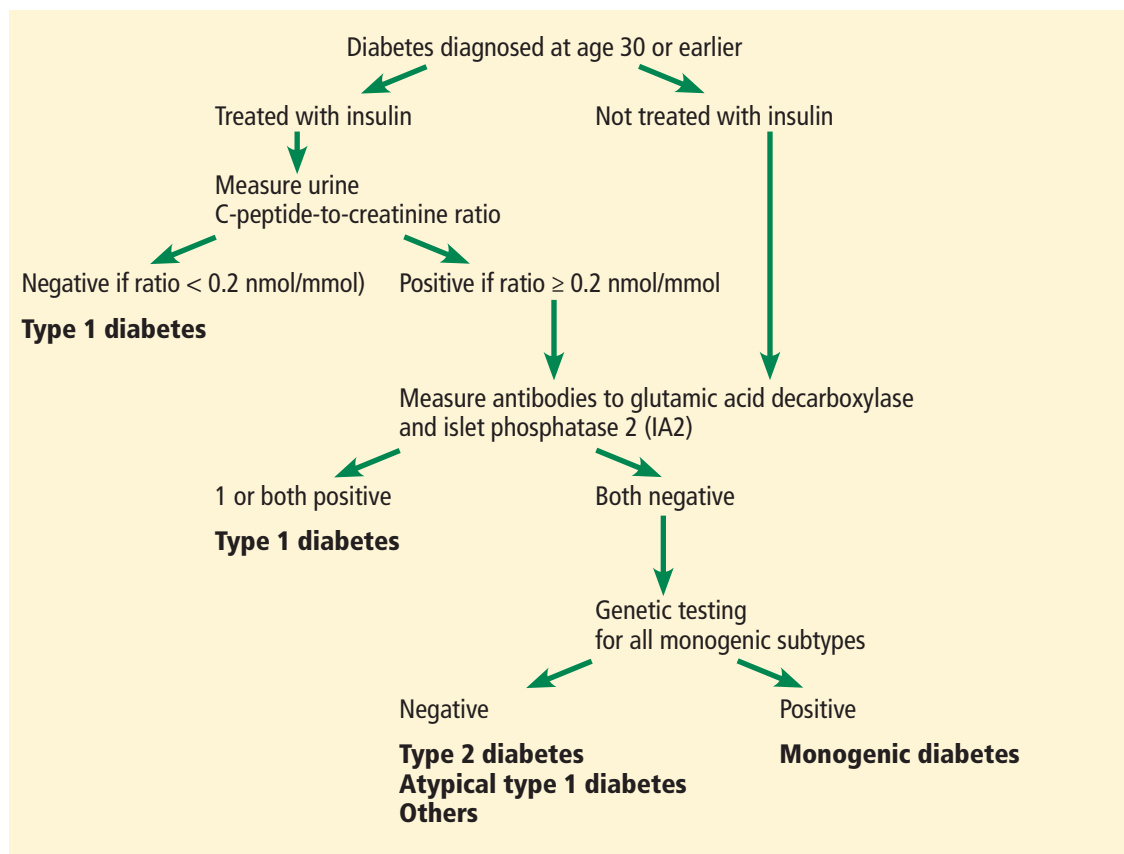 Diabetes diagnosed at age 30 or earlier
Treated with insulin
Not treated with insulin
Measure urine
C-peptide-to-creatinine ratio
Negative if ratio < 0.2 nmol/mmol)
Positive if ratio ≥ 0.2 nmol/mmol
Type 1 diabetes
Measure antibodies to glutamic acid decarboxylase
and islet phosphatase 2 (IA2)
1 or both positive
Both negative
Type 1 diabetes
Genetic testing
for all monogenic subtypes
Negative
Positive
Type 2 diabetes
Monogenic diabetes
Atypical type 1 diabetes
Others